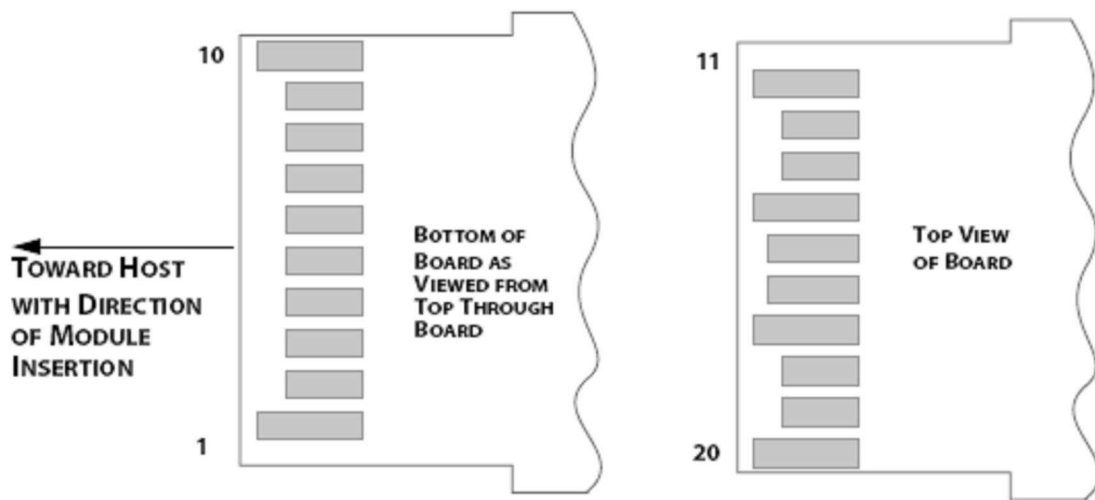 10
Toward Host
with Direction
of Module
Insertion
1
Bottom of
Board as
Viewed from
Top Through
Board
11
Top View
of Board
20